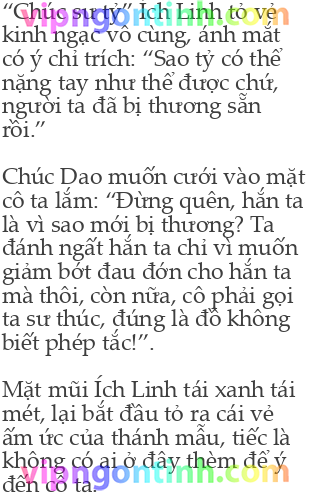 “Chúc sư tỷ” Ích Linh tỏ vẻ
kinh ngạc vô cùng, ánh mắt
có ý chỉ trích: “Sao tỷ có thể
nặng tay như thế được chứ,
người ta đã bị thương sẵn
rồi.”
Chúc Dao muốn cười vào mặt
cô ta lắm: “Đừng quên, hắn ta
là vì sao mới bị thương? Ta
đánh ngất hắn ta chỉ vì muốn
giảm bớt đau đớn cho hắn ta
mà thôi, còn nữa, cô phải gọi
ta sư thúc, đúng là đồ không
biết phép tắc!”.
Mặt mũi Ích Linh tái xanh tái
mét, lại bắt đầu tỏ ra cái vẻ
ấm ức của thánh mẫu, tiếc là
không có ai ở đây thèm để ý
đến cô ta.
vipngontinh.com
vipngontinh.com